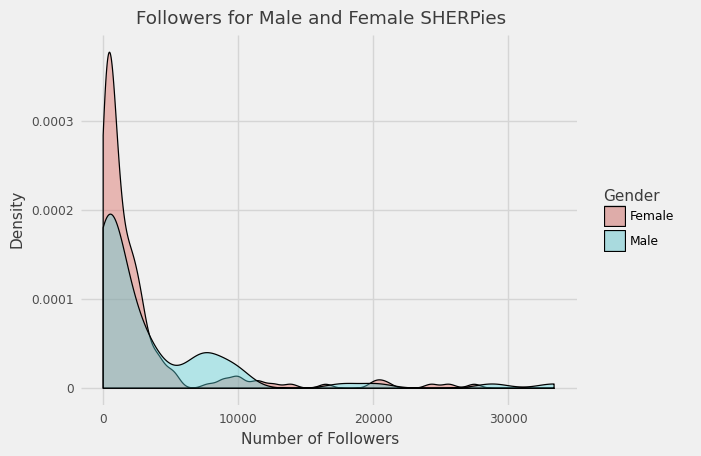 Followers for Male and Female SHERPies
0.0003
0.0002
0.0001
0
Density
0
10000
20000
30000
Number of Followers
Gender
Female
Male